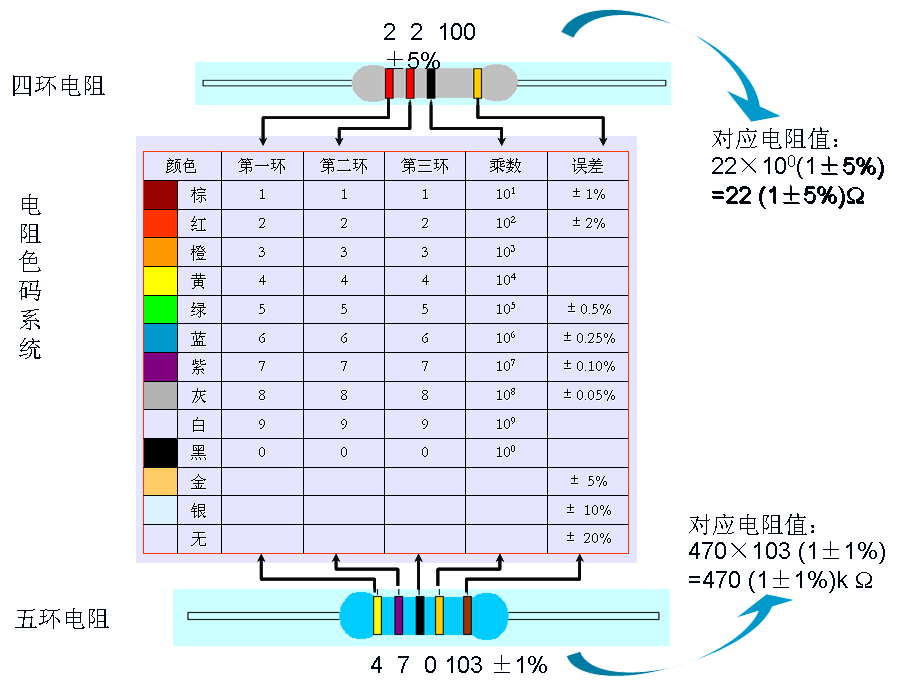 2 2 100
±5%
四环电阻
对应电阻值：
22×10⁰(1±5%)
=22 (1±5%)Ω
电阻色码系统
颜色 第一环 第二环 第三环 乘数 误差
棕 1 1 1 10¹ ± 1%
红 2 2 2 10² ± 2%
橙 3 3 3 10³
黄 4 4 4 10⁴
绿 5 5 5 10⁵ ± 0.5%
蓝 6 6 6 10⁶ ± 0.25%
紫 7 7 7 10⁷ ± 0.10%
灰 8 8 8 10⁸ ± 0.05%
白 9 9 9 10⁹
黑 0 0 0 10⁰
金 ± 5%
银 ± 10%
无 ± 20%
对应电阻值：
470×103 (1±1%)
=470 (1±1%)k Ω
五环电阻
4 7 0 103 ±1%